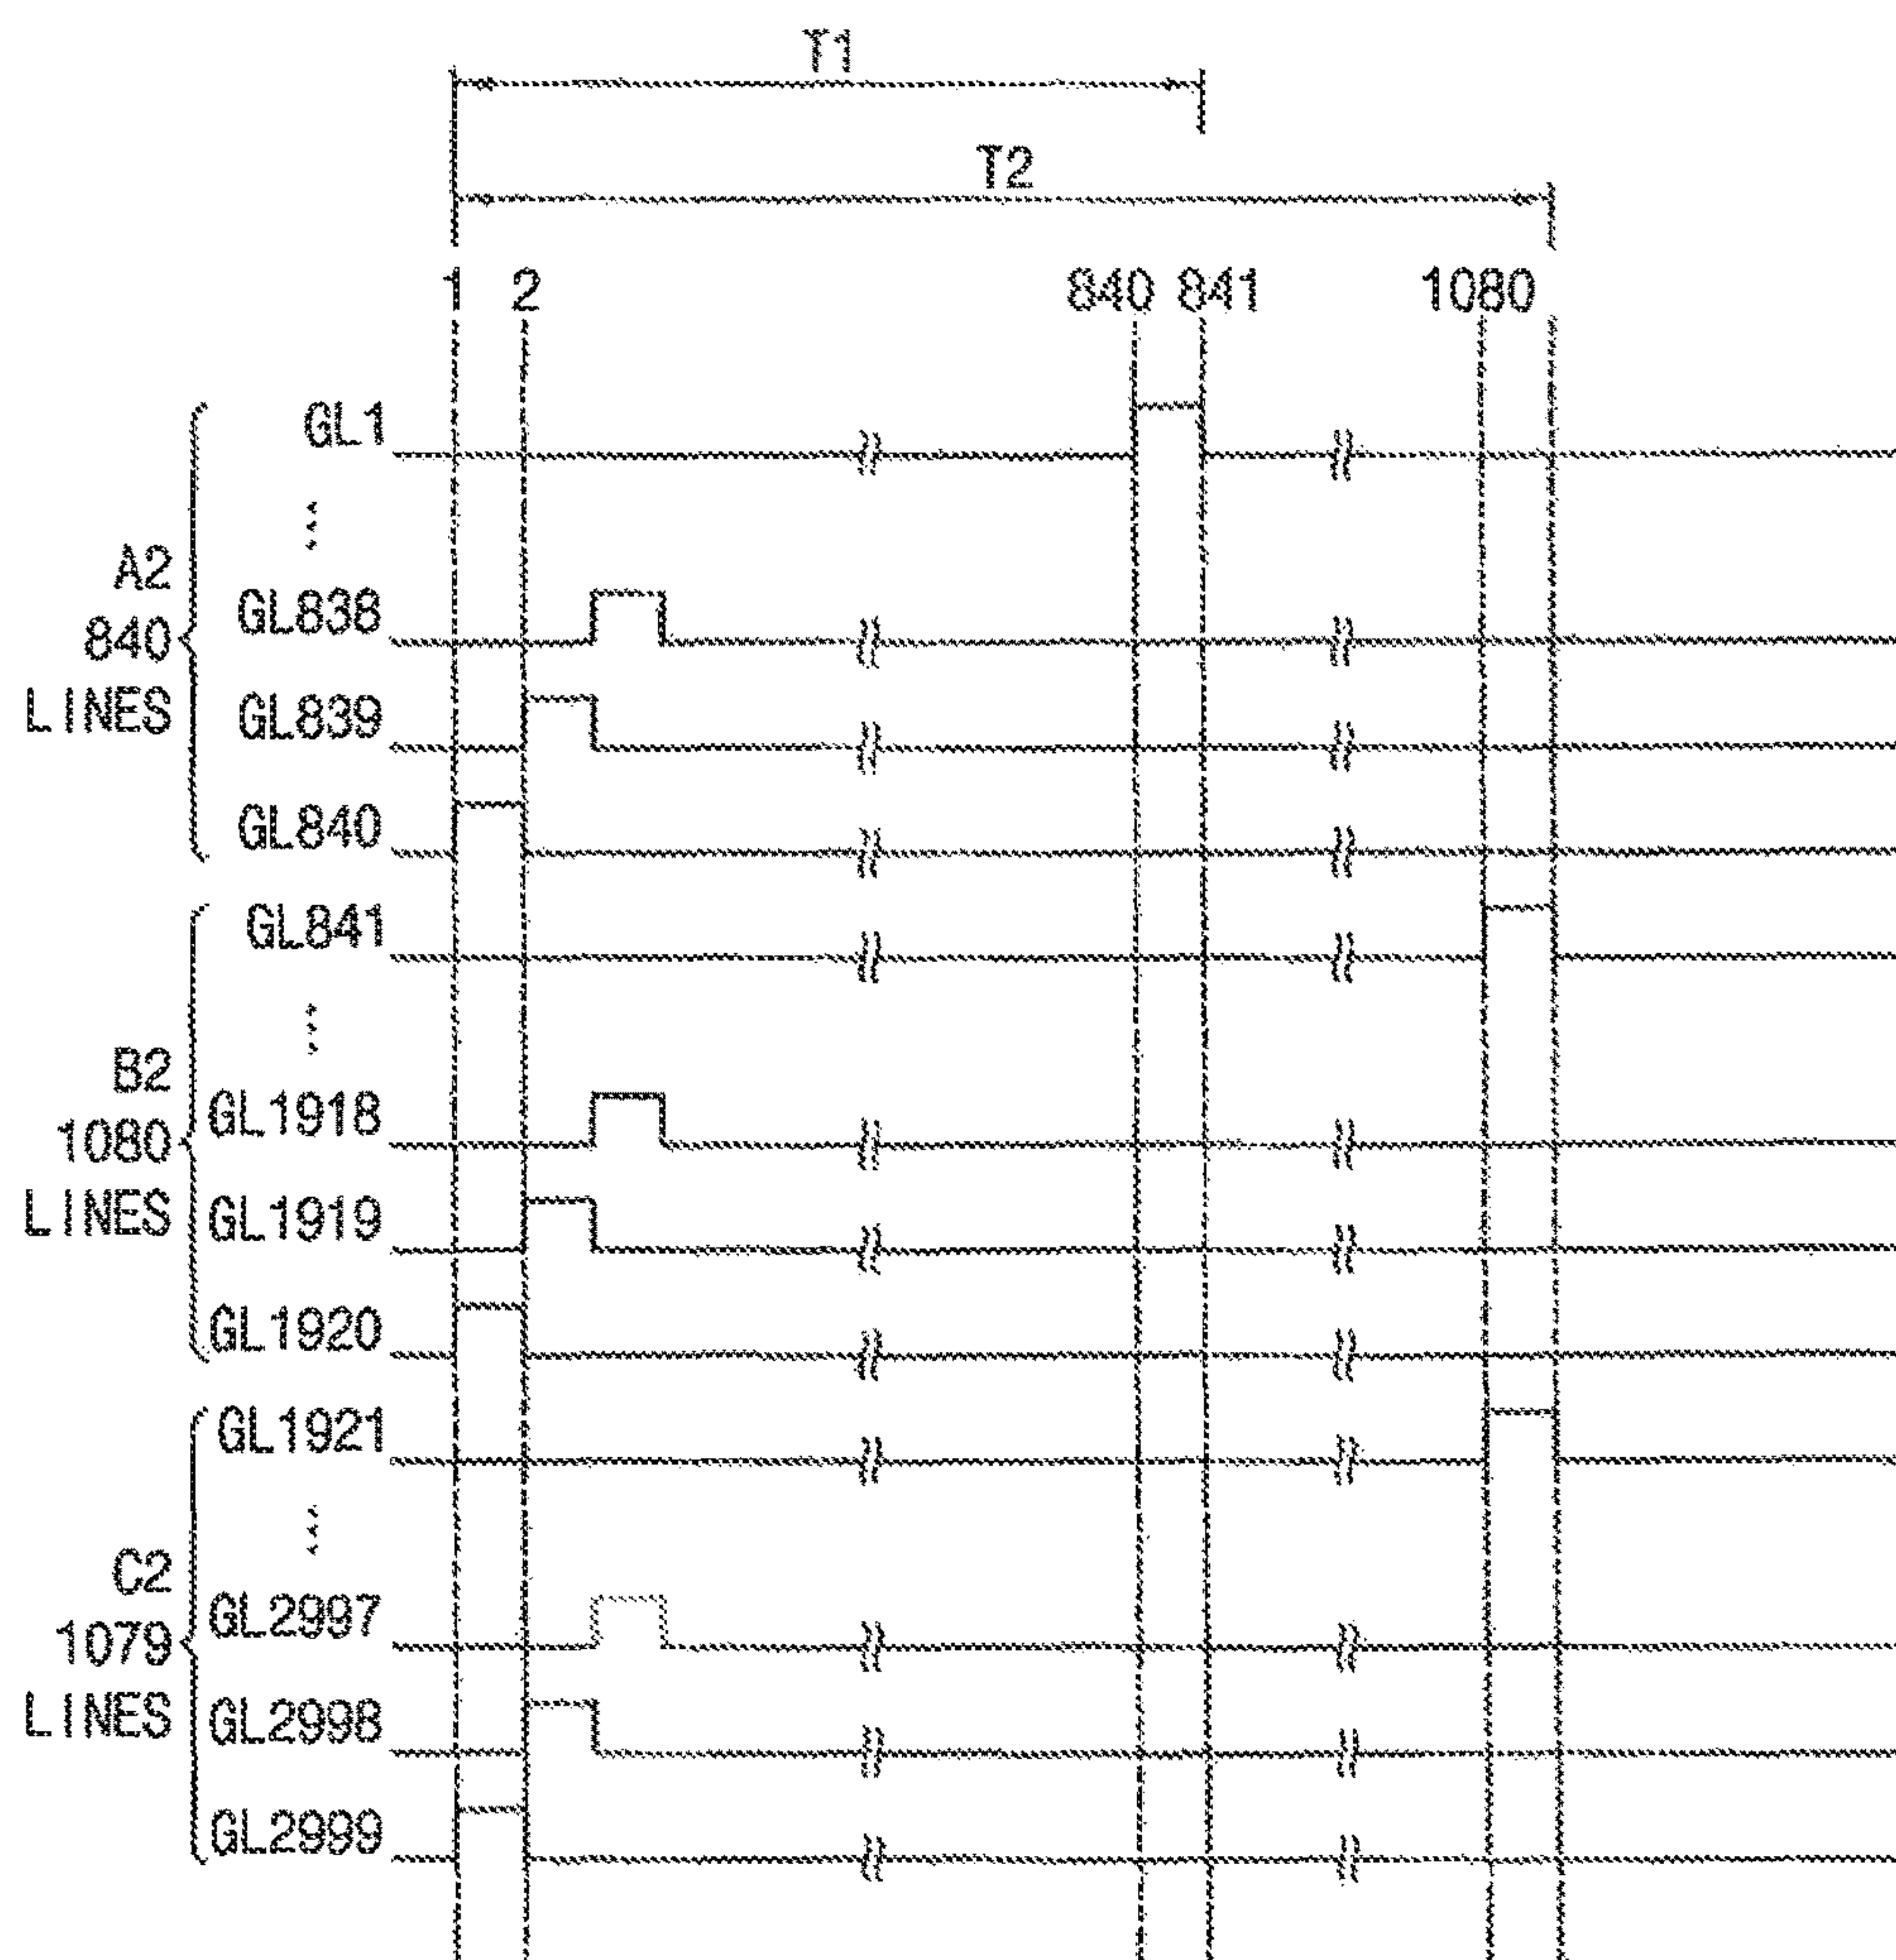 T1
T2
1 2 840 841 1080
GL1
GL838
GL839
GL840
A2
840
LINES
GL841
GL1918
GL1919
GL1920
B2
1080
LINES
GL1921
GL2997
GL2998
GL2999
C2
1079
LINES